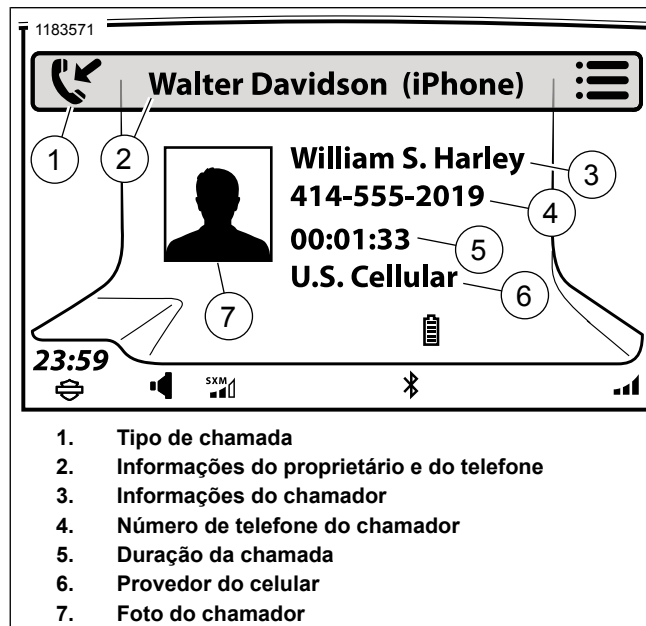 1183571
Walter Davidson (iPhone)
1
2
William S. Harley
3
414-555-2019
4
00:01:33
5
U.S. Cellular
6
7
23:59
SXM
1. Tipo de chamada
2. Informações do proprietário e do telefone
3. Informações do chamador
4. Número de telefone do chamador
5. Duração da chamada
6. Provedor do celular
7. Foto do chamador